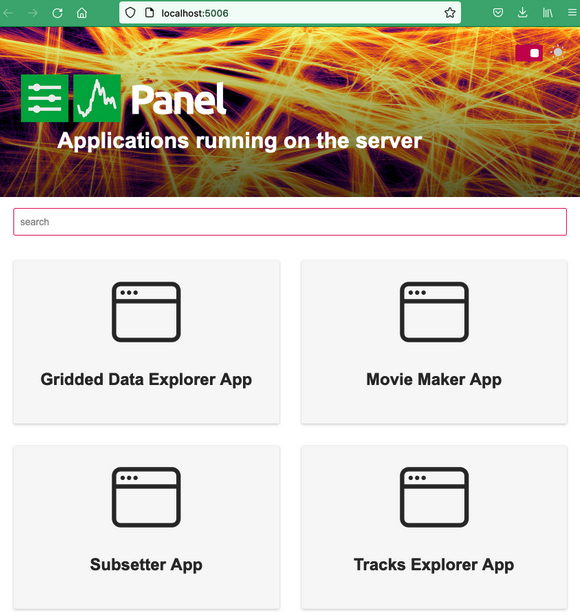 localhost:5006
Panel
Applications running on the server
search
Gridded Data Explorer App
Movie Maker App
Subsetter App
Tracks Explorer App